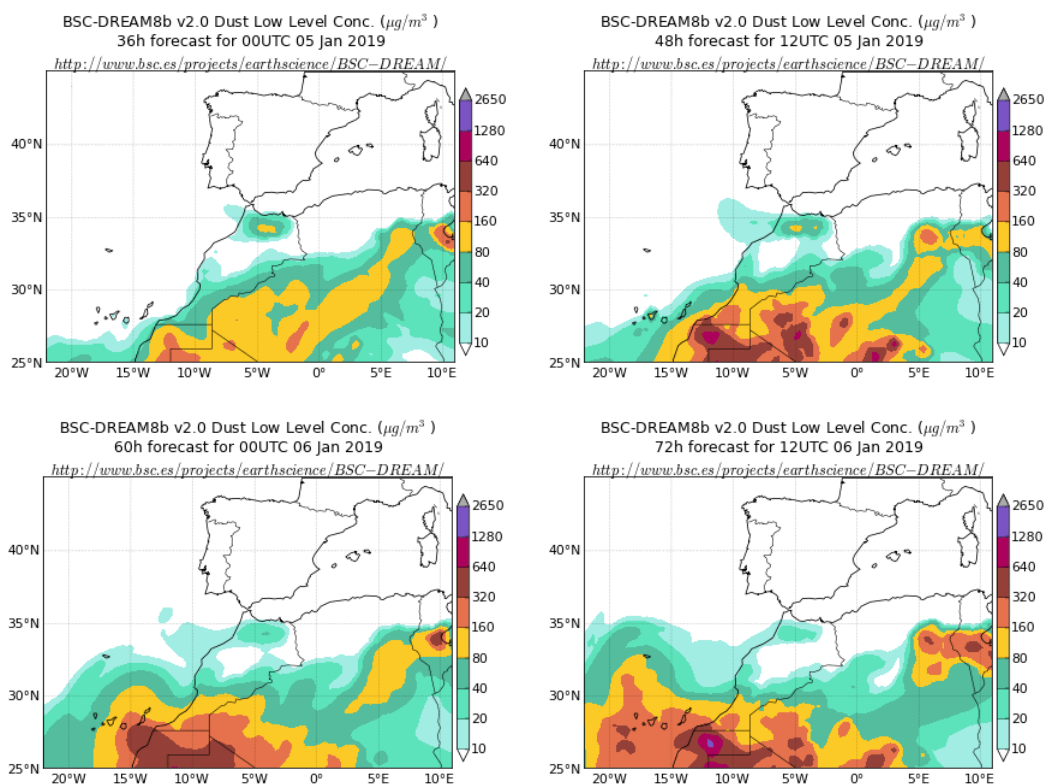 BSC-DREAM8b v2.0 Dust Low Level Conc. (μg/m³ )
36h forecast for 00UTC 05 Jan 2019
http://www.bsc.es/projects/earthscience/BSC−DREAM/
40°N
35°N
30°N
25°N
20°W
15°W
10°W
5°W
0°
5°E
10°E
2650
1280
640
320
160
80
40
20
10
BSC-DREAM8b v2.0 Dust Low Level Conc. (μg/m³ )
48h forecast for 12UTC 05 Jan 2019
http://www.bsc.es/projects/earthscience/BSC−DREAM/
40°N
35°N
30°N
25°N
20°W
15°W
10°W
5°W
0°
5°E
10°E
2650
1280
640
320
160
80
40
20
10
BSC-DREAM8b v2.0 Dust Low Level Conc. (μg/m³ )
60h forecast for 00UTC 06 Jan 2019
http://www.bsc.es/projects/earthscience/BSC−DREAM/
40°N
35°N
30°N
25°N
20°W
15°W
10°W
5°W
0°
5°E
10°E
2650
1280
640
320
160
80
40
20
10
BSC-DREAM8b v2.0 Dust Low Level Conc. (μg/m³ )
72h forecast for 12UTC 06 Jan 2019
http://www.bsc.es/projects/earthscience/BSC−DREAM/
40°N
35°N
30°N
25°N
20°W
15°W
10°W
5°W
0°
5°E
10°E
2650
1280
640
320
160
80
40
20
10